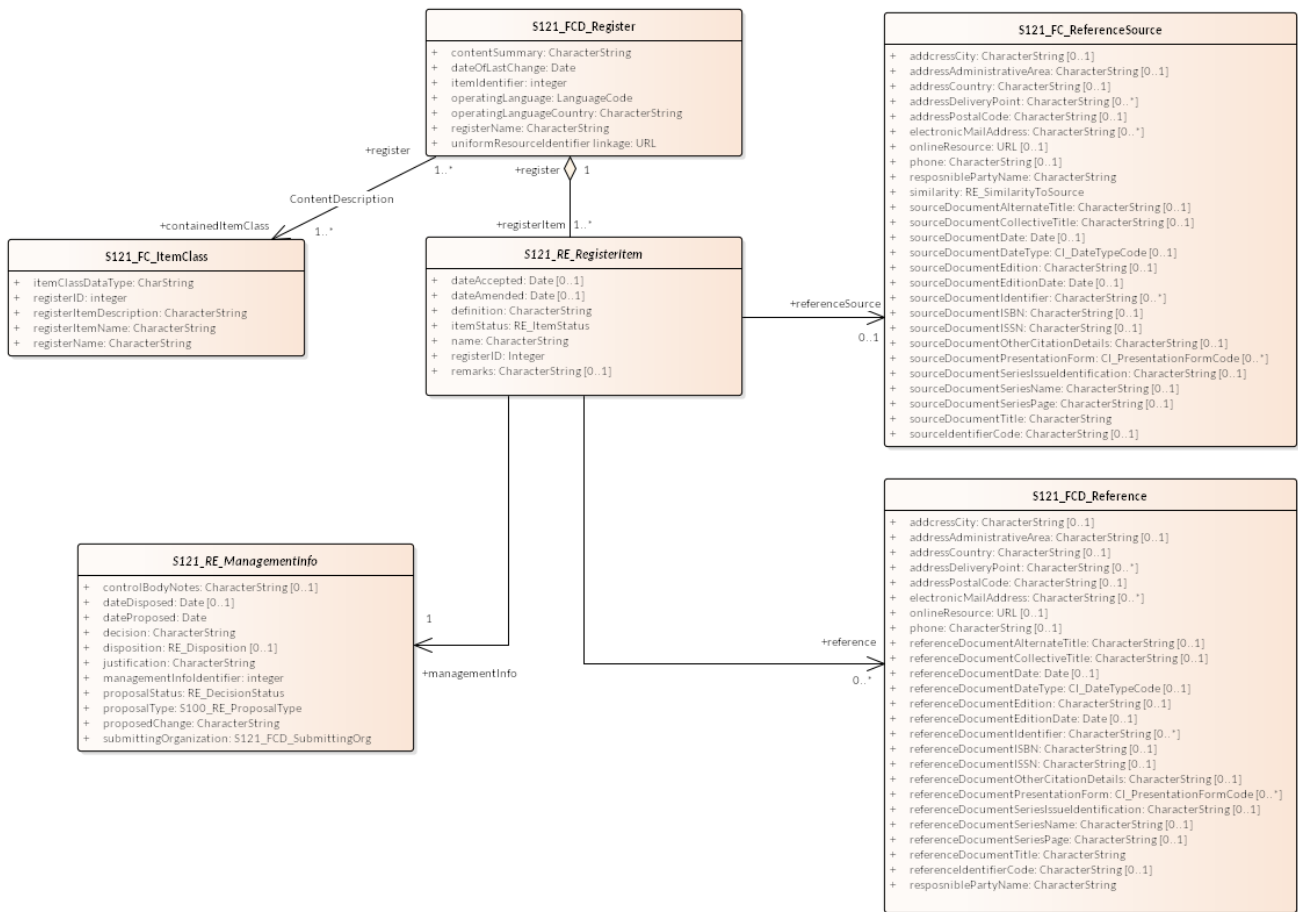 S121_FCD_Register
+ contentSummary: CharacterString
+ dateOfLastChange: Date
+ itemIdentifier: integer
+ operatingLanguage: LanguageCode
+ operatingLanguageCountry: CharacterString
+ registerName: CharacterString
+ uniformResourceIdentifier linkage: URL
+register
1..*
ContentDescription
+containedItemClass
1..*
+register
1
+registerItem
1..*
S121_FC_ItemClass
+ itemClassDataType: CharString
+ registerID: integer
+ registerItemDescription: CharacterString
+ registerItemName: CharacterString
+ registerName: CharacterString
S121_RE_RegisterItem
+ dateAccepted: Date [0..1]
+ dateAmended: Date [0..1]
+ definition: CharacterString
+ itemStatus: RE_ItemStatus
+ name: CharacterString
+ registerID: Integer
+ remarks: CharacterString [0..1]
+referenceSource
0..1
S121_FC_ReferenceSource
+ addcressCity: CharacterString [0..1]
+ addressAdministrativeArea: CharacterString [0..1]
+ addressCountry: CharacterString [0..1]
+ addressDeliveryPoint: CharacterString [0..*]
+ addressPostalCode: CharacterString [0..1]
+ electronicMailAddress: CharacterString [0..*]
+ onlineResource: URL [0..1]
+ phone: CharacterString [0..1]
+ resposniblePartyName: CharacterString
+ similarity: RE_SimilarityToSource
+ sourceDocumentAlternateTitle: CharacterString [0..1]
+ sourceDocumentCollectiveTitle: CharacterString [0..1]
+ sourceDocumentDate: Date [0..1]
+ sourceDocumentDateType: CI_DateTypeCode [0..1]
+ sourceDocumentEdition: CharacterString [0..1]
+ sourceDocumentEditionDate: Date [0..1]
+ sourceDocumentIdentifier: CharacterString [0..*]
+ sourceDocumentISBN: CharacterString [0..1]
+ sourceDocumentISSN: CharacterString [0..1]
+ sourceDocumentOtherCitationDetails: CharacterString [0..1]
+ sourceDocumentPresentationForm: CI_PresentationFormCode [0..*]
+ sourceDocumentSeriesIssueIdentification: CharacterString [0..1]
+ sourceDocumentSeriesName: CharacterString [0..1]
+ sourceDocumentSeriesPage: CharacterString [0..1]
+ sourceDocumentTitle: CharacterString
+ sourceIdentifierCode: CharacterString [0..1]
S121_RE_ManagementInfo
+ controlBodyNotes: CharacterString [0..1]
+ dateDisposed: Date [0..1]
+ dateProposed: Date
+ decision: CharacterString
+ disposition: RE_Disposition [0..1]
+ justification: CharacterString
+ managementInfoIdentifier: integer
+ proposalStatus: RE_DecisionStatus
+ proposalType: S100_RE_ProposalType
+ proposedChange: CharacterString
+ submittingOrganization: S121_FCD_SubmittingOrg
1
+managementInfo
+reference
0..*
S121_FCD_Reference
+ addcressCity: CharacterString [0..1]
+ addressAdministrativeArea: CharacterString [0..1]
+ addressCountry: CharacterString [0..1]
+ addressDeliveryPoint: CharacterString [0..*]
+ addressPostalCode: CharacterString [0..1]
+ electronicMailAddress: CharacterString [0..*]
+ onlineResource: URL [0..1]
+ phone: CharacterString [0..1]
+ referenceDocumentAlternateTitle: CharacterString [0..1]
+ referenceDocumentCollectiveTitle: CharacterString [0..1]
+ referenceDocumentDate: Date [0..1]
+ referenceDocumentDateType: CI_DateTypeCode [0..1]
+ referenceDocumentEdition: CharacterString [0..1]
+ referenceDocumentEditionDate: Date [0..1]
+ referenceDocumentIdentifier: CharacterString [0..*]
+ referenceDocumentISBN: CharacterString [0..1]
+ referenceDocumentISSN: CharacterString [0..1]
+ referenceDocumentOtherCitationDetails: CharacterString [0..1]
+ referenceDocumentPresentationForm: CI_PresentationFormCode [0..*]
+ referenceDocumentSeriesIssueIdentification: CharacterString [0..1]
+ referenceDocumentSeriesName: CharacterString [0..1]
+ referenceDocumentSeriesPage: CharacterString [0..1]
+ referenceDocumentTitle: CharacterString
+ referenceIdentifierCode: CharacterString [0..1]
+ resposniblePartyName: CharacterString